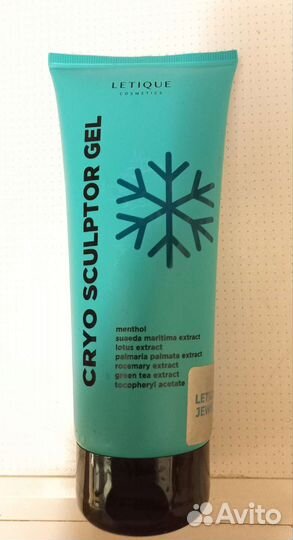 LETIQUE
COSMETICS
CRYO SCULPTOR GEL
menthol
suaeda maritima extract
lotus extract
palmaria palmata extract
rosemary extract
green tea extract
tocopheryl acetate
Avito